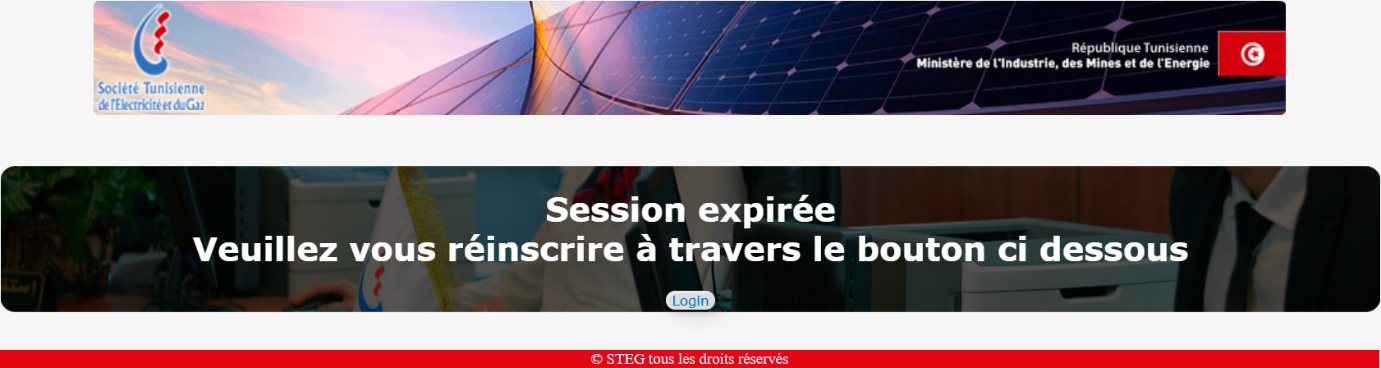 Société Tunisienne
de l'Electricité et du Gaz
République Tunisienne
Ministère de l'Industrie, des Mines et de l'Energie
Session expirée
Veuillez vous réinscrire à travers le bouton ci dessous
Login
© STEG tous les droits réservés